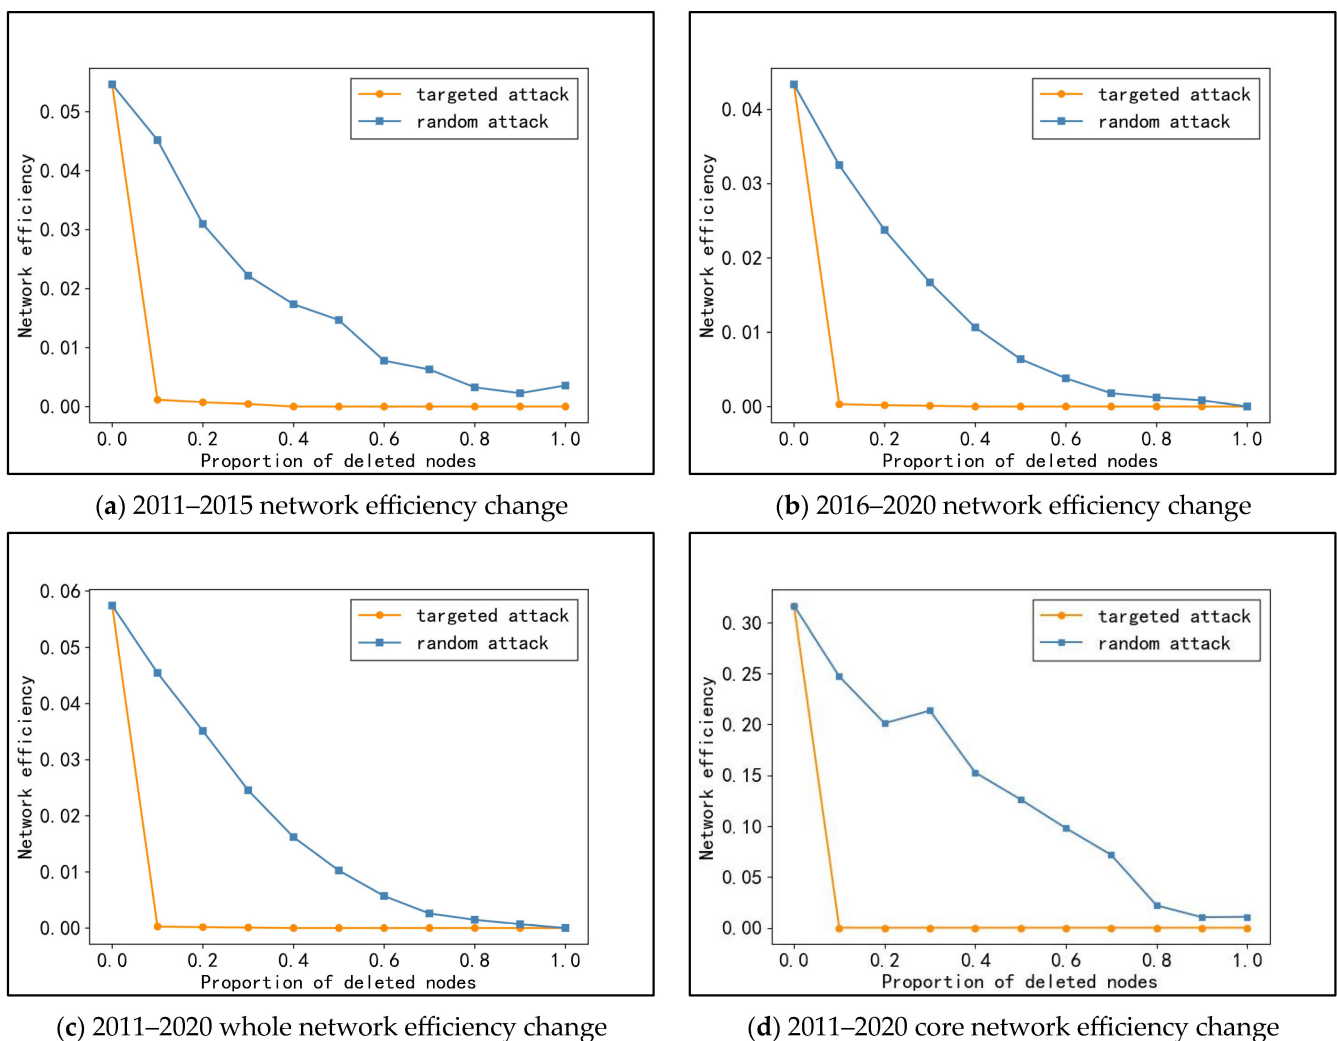 targeted attack
random attack
Network efficiency
0.05
0.04
0.03
0.02
0.01
0.00
0.0 0.2 0.4 0.6 0.8 1.0
Proportion of deleted nodes
(a) 2011–2015 network efficiency change
targeted attack
random attack
Network efficiency
0.04
0.03
0.02
0.01
0.00
0.0 0.2 0.4 0.6 0.8 1.0
Proportion of deleted nodes
(b) 2016–2020 network efficiency change
targeted attack
random attack
Network efficiency
0.06
0.05
0.04
0.03
0.02
0.01
0.00
0.0 0.2 0.4 0.6 0.8 1.0
Proportion of deleted nodes
(c) 2011–2020 whole network efficiency change
targeted attack
random attack
Network efficiency
0.30
0.25
0.20
0.15
0.10
0.05
0.00
0.0 0.2 0.4 0.6 0.8 1.0
Proportion of deleted nodes
(d) 2011–2020 core network efficiency change